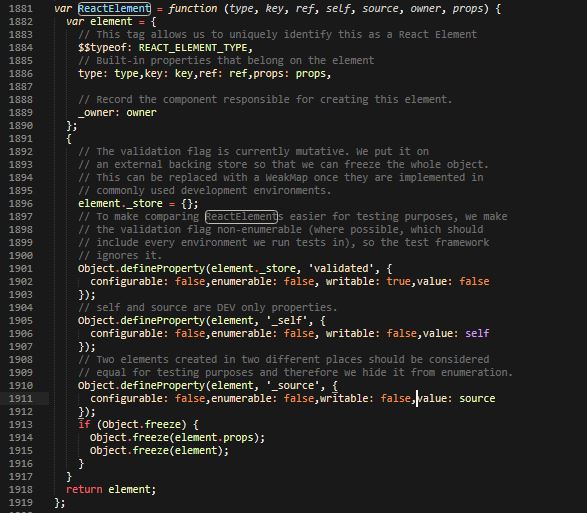 1881 var ReactElement = function (type, key, ref, self, source, owner, props) {
1882 var element = {
1883 // This tag allows us to uniquely identify this as a React Element
1884 $$typeof: REACT_ELEMENT_TYPE,
1885 // Built-in properties that belong on the element
1886 type: type,key: key,ref: ref,props: props,
1887
1888 // Record the component responsible for creating this element.
1889 _owner: owner
1890 };
1891 {
1892 // The validation flag is currently mutative. We put it on
1893 // an external backing store so that we can freeze the whole object.
1894 // This can be replaced with a WeakMap once they are implemented in
1895 // commonly used development environments.
1896 element._store = {};
1897 // To make comparing ReactElements easier for testing purposes, we make
1898 // the validation flag non-enumerable (where possible, which should
1899 // include every environment we run tests in), so the test framework
1900 // ignores it.
1901 Object.defineProperty(element._store, 'validated', {
1902 configurable: false,enumerable: false, writable: true,value: false
1903 });
1904 // self and source are DEV only properties.
1905 Object.defineProperty(element, '_self', {
1906 configurable: false,enumerable: false, writable: false,value: self
1907 });
1908 // Two elements created in two different places should be considered
1909 // equal for testing purposes and therefore we hide it from enumeration.
1910 Object.defineProperty(element, '_source', {
1911 configurable: false,enumerable: false,writable: false,value: source
1912 });
1913 if (Object.freeze) {
1914 Object.freeze(element.props);
1915 Object.freeze(element);
1916 }
1917 }
1918 return element;
1919 };